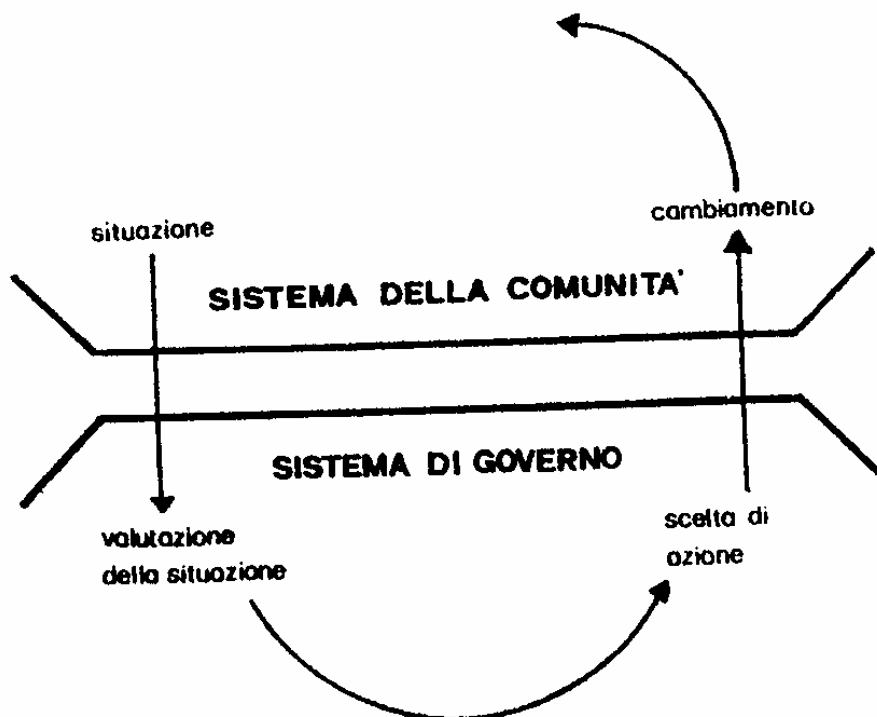 situazione
cambiamento
SISTEMA DELLA COMUNITA'
SISTEMA DI GOVERNO
valutazione
della situazione
scelta di
azione